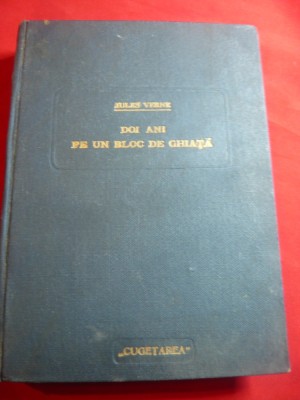 JULES VERNE
DOI ANI
PE UN BLOC DE GHIAȚĂ
„CUGETAREA"